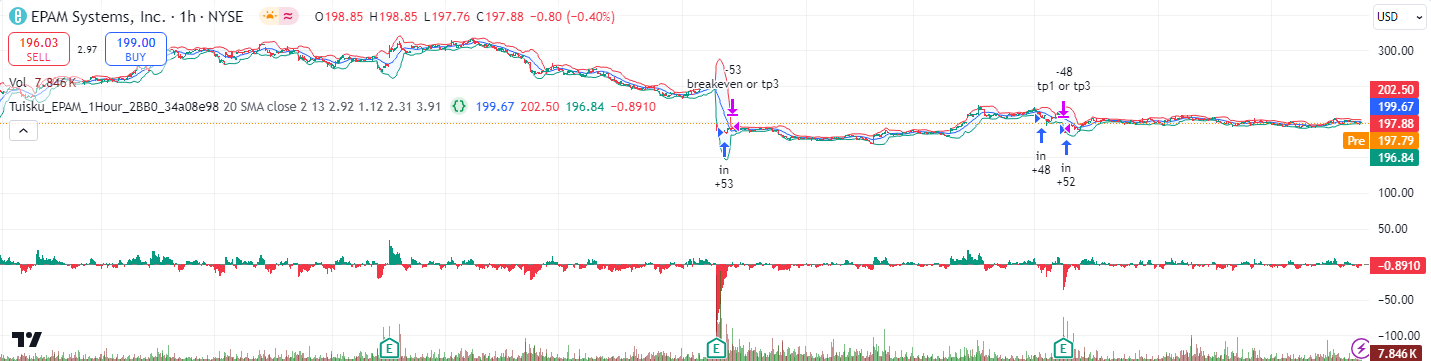 EPAM Systems, Inc. · 1h · NYSE O198.85 H198.85 L197.76 C197.88 −0.80 (−0.40%)
USD
196.03 SELL 2.97 199.00 BUY
Vol 7.846 K
Tuisku_EPAM_1Hour_2BB0_34a08e98 20 SMA close 2 13 2.92 1.12 2.31 3.91 199.67 202.50 196.84 −0.8910
-53
breakeven or tp3
in
+53
-48
tp1 or tp3
in
+48
in
+52
300.00
202.50
199.67
197.88
Pre 197.79
196.84
100.00
50.00
−0.8910
−50.00
−100.00
7.846 K
E
E
E